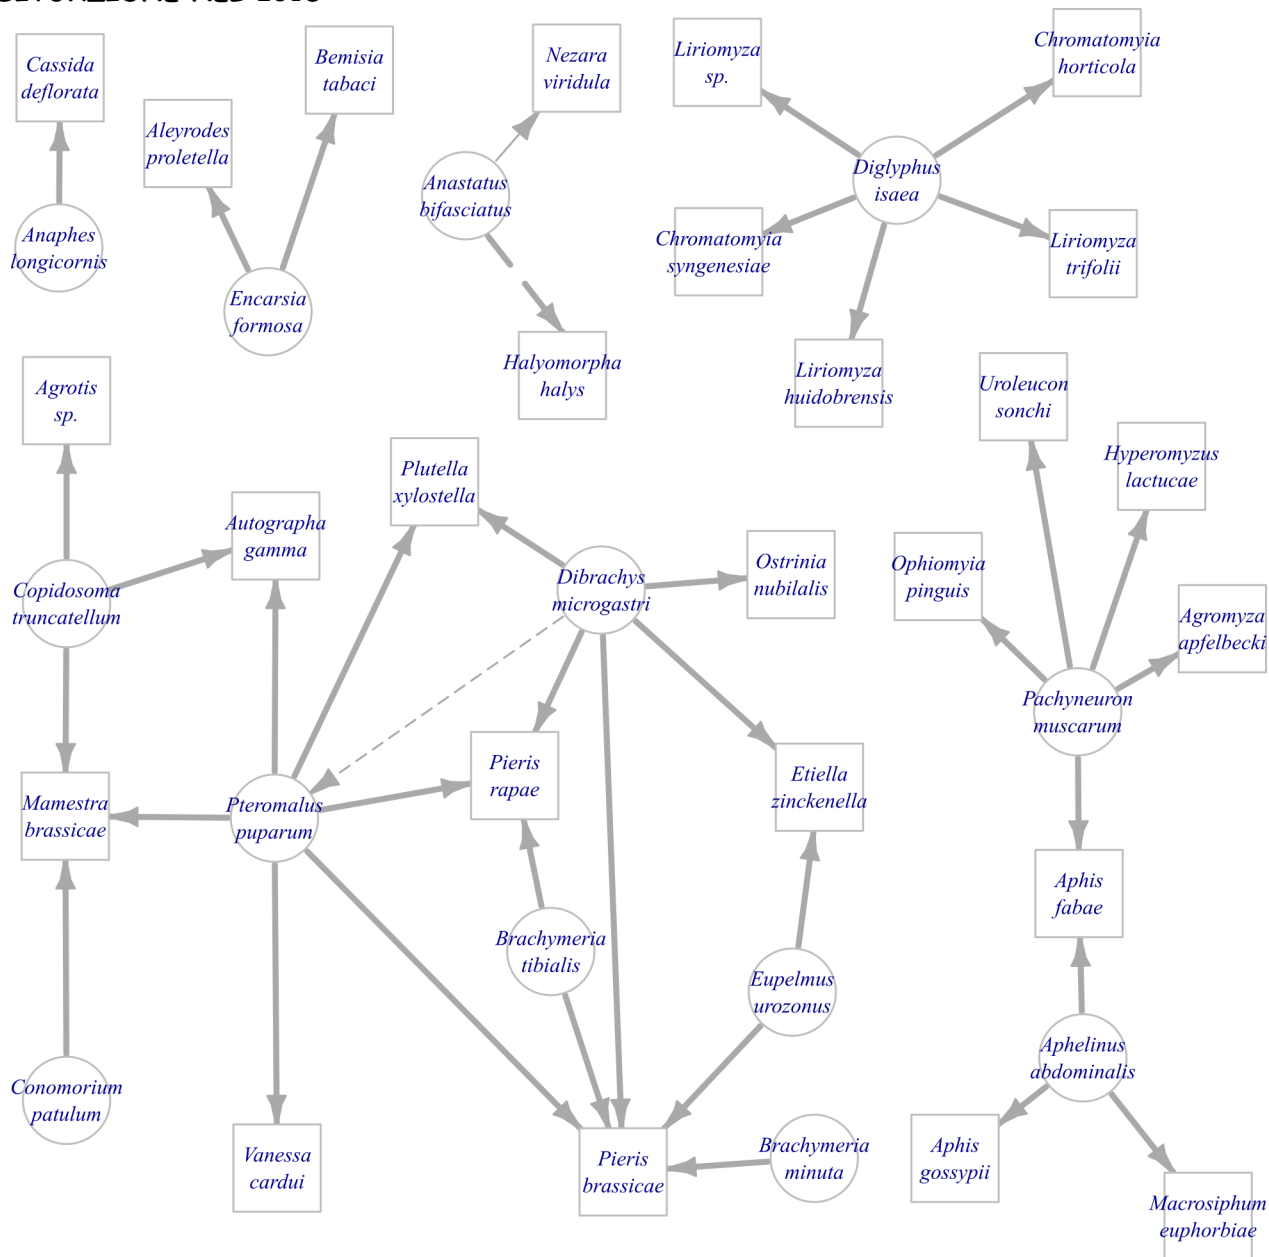 Cassida
deflorata
Bemisia
tabaci
Nezara
viridula
Liriomyza
sp.
Chromatomyia
horticola
Aleyrodes
proletella
Anastatus
bifasciatus
Diglyphus
isaea
Anaphes
longicornis
Chromatomyia
syngenesiae
Liriomyza
trifolii
Encarsia
formosa
Halyomorpha
halys
Liriomyza
huidobrensis
Agrotis
sp.
Uroleucon
sonchi
Plutella
xylostella
Hyperomyzus
lactucae
Autographa
gamma
Ostrinia
nubilalis
Ophiomyia
pinguis
Copidosoma
truncatellum
Dibrachys
microgastri
Agromyza
apfelbecki
Pachyneuron
muscarum
Pieris
rapae
Etiella
zinckenella
Mamestra
brassicae
Pteromalus
puparum
Aphis
fabae
Brachymeria
tibialis
Eupelmus
urozonus
Aphelinus
abdominalis
Conomorium
patulum
Vanessa
cardui
Pieris
brassicae
Brachymeria
minuta
Aphis
gossypii
Macrosiphum
euphorbiae